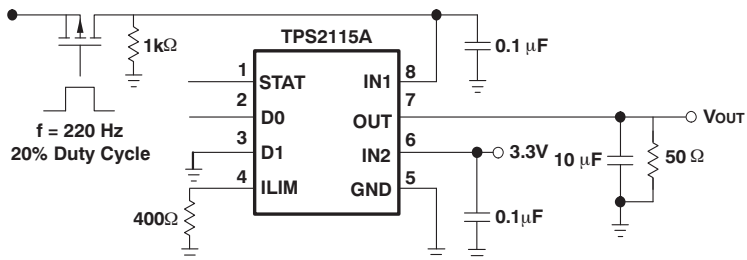 TPS2115A
1kΩ
0.1 μF
1 STAT
IN1 8
f = 220 Hz
20% Duty Cycle
2 D0
OUT 7
VOUT
3 D1
IN2 6
3.3V
10 μF
50 Ω
4 ILIM
GND 5
400Ω
0.1μF